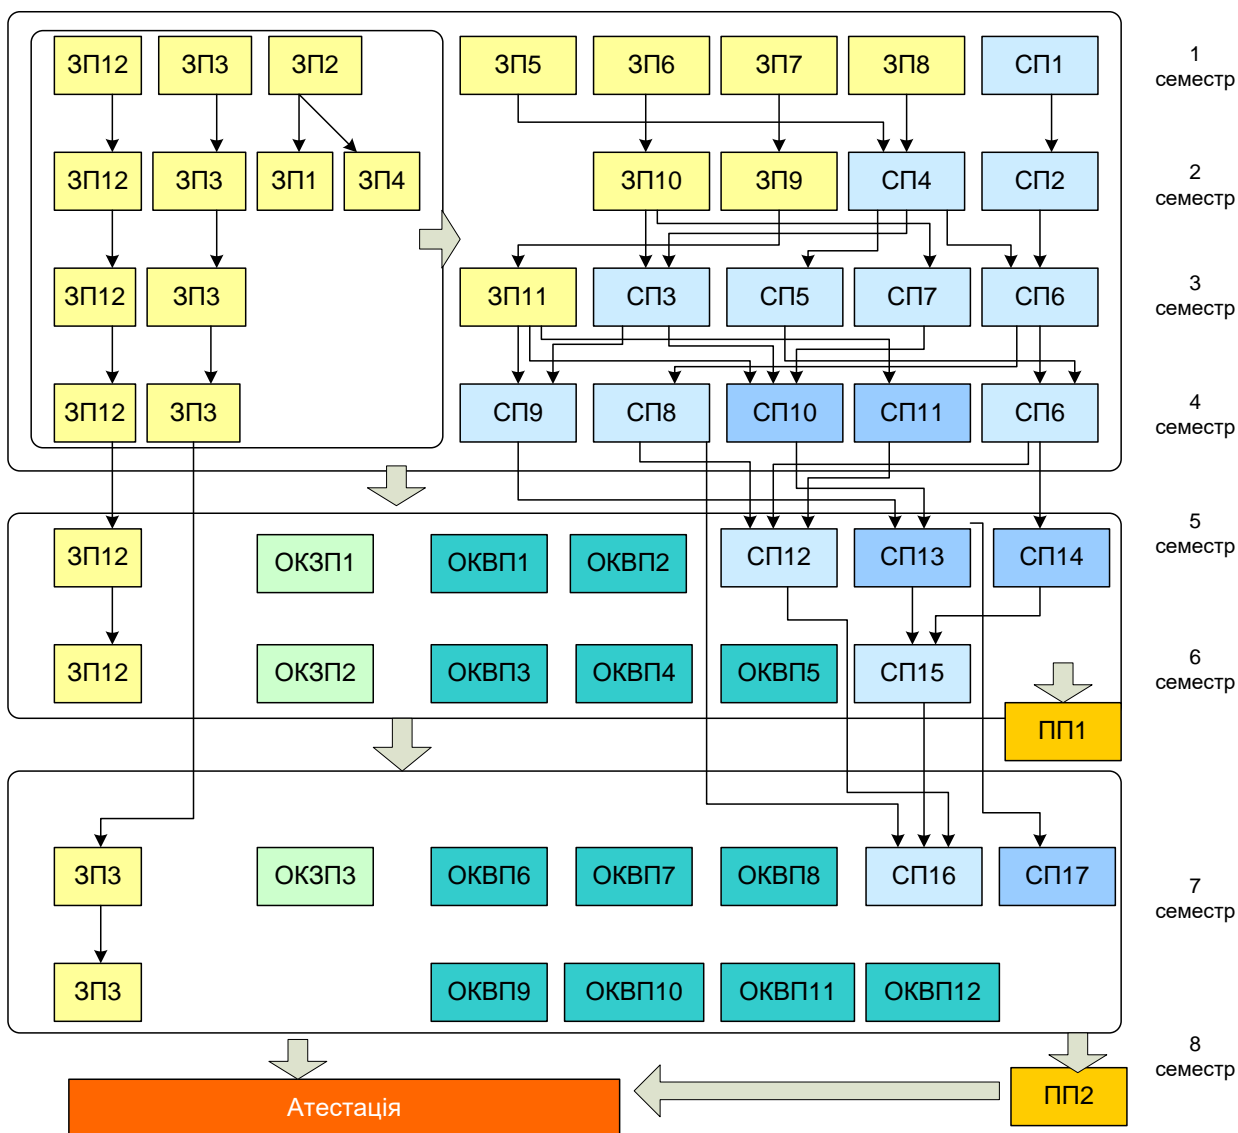 ЗП12
ЗП3
ЗП2
ЗП5
ЗП6
ЗП7
ЗП8
СП1
1
семестр
ЗП12
ЗП3
ЗП1
ЗП4
ЗП10
ЗП9
СП4
СП2
2
семестр
ЗП12
ЗП3
ЗП11
СП3
СП5
СП7
СП6
3
семестр
ЗП12
ЗП3
СП9
СП8
СП10
СП11
СП6
4
семестр
ЗП12
ОКЗП1
ОКВП1
ОКВП2
СП12
СП13
СП14
5
семестр
ЗП12
ОКЗП2
ОКВП3
ОКВП4
ОКВП5
СП15
6
семестр
ПП1
ЗП3
ОКЗП3
ОКВП6
ОКВП7
ОКВП8
СП16
СП17
7
семестр
ЗП3
ОКВП9
ОКВП10
ОКВП11
ОКВП12
8
семестр
Атестація
ПП2